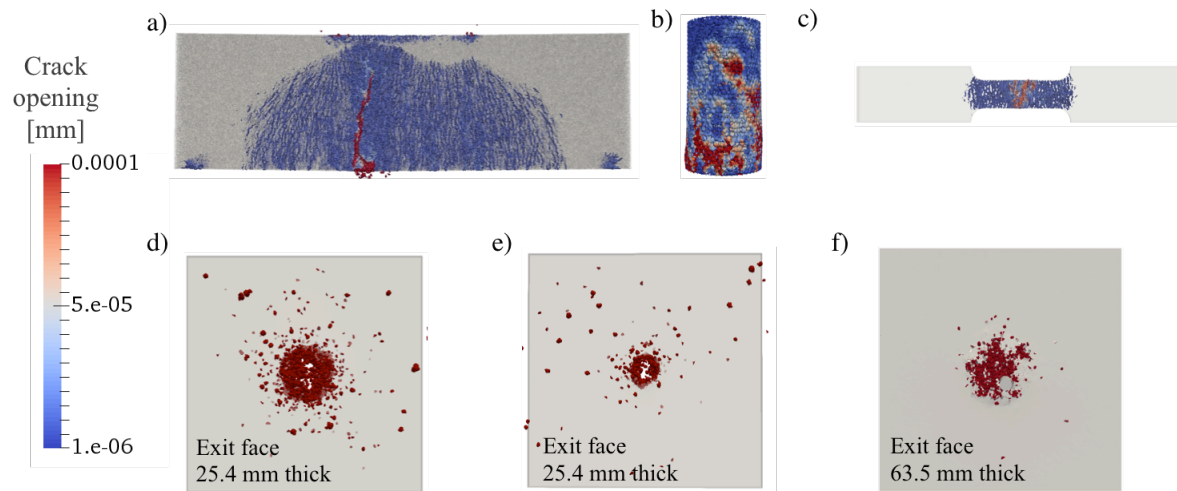 a)
b)
c)
Crack
opening
[mm]
0.0001
5.e-05
1.e-06
d)
e)
f)
Exit face
25.4 mm thick
Exit face
25.4 mm thick
Exit face
63.5 mm thick